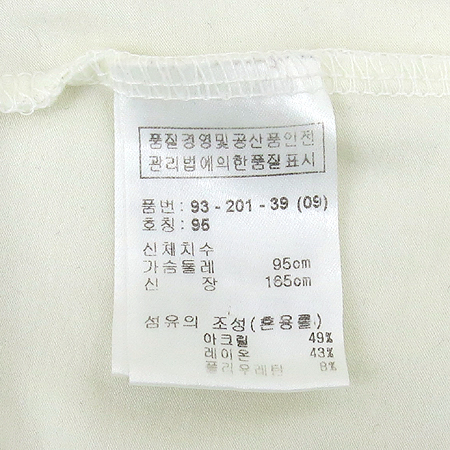 품질경영및공산품안전
관리법에의한품질표시
품번 : 93 - 201 - 39 (09)
호칭 : 95
신체치수
가슴둘레 95cm
신 장 165cm
섬유의 조성(혼용률)
아크릴 49%
레이온 43%
폴리우레탄 8%